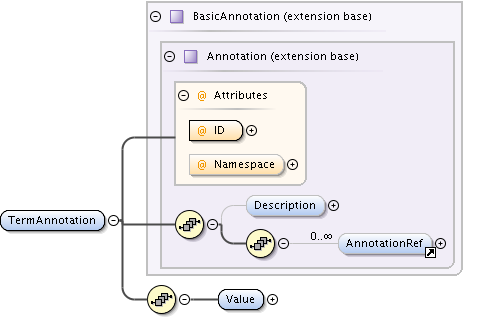 BasicAnnotation (extension base)
Annotation (extension base)
@ Attributes
@ ID
@ Namespace
Description
0..∞
AnnotationRef
TermAnnotation
Value